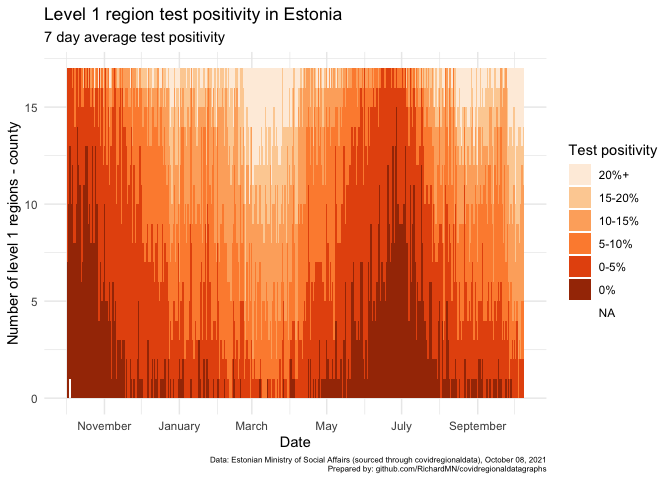 Level 1 region test positivity in Estonia
7 day average test positivity
Number of level 1 regions - county
15
10
5
0
November
January
March
May
July
September
Date
Test positivity
20%+
15-20%
10-15%
5-10%
0-5%
0%
NA
Data: Estonian Ministry of Social Affairs (sourced through covidregionaldata), October 08, 2021
Prepared by: github.com/RichardMN/covidregionaldatagraphs